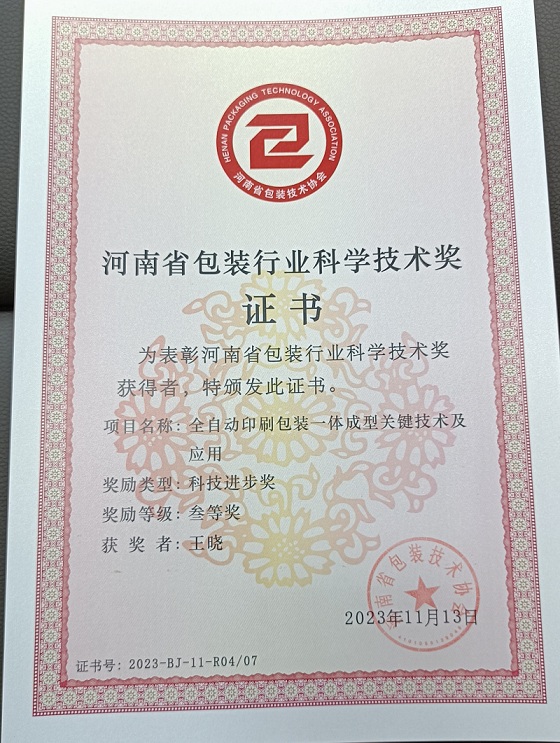 HENAN PACKAGING TECHNOLOGY ASSOCIATION
河南省包装技术协会
河南省包装行业科学技术奖
证书
为表彰河南省包装行业科学技术奖
获得者，特颁发此证书。
项目名称：全自动印刷包装一体成型关键技术及
应用
奖励类型：科技进步奖
奖励等级：叁等奖
获 奖 者：王晓
河南省包装技术协会
2023年11月13日
证书号：2023-BJ-11-R04/07